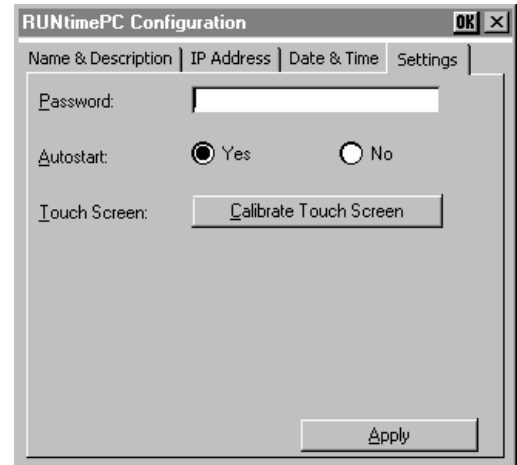 RUNtimePC Configuration OK ×
Name & Description IP Address Date & Time Settings
Password:
Autostart: Yes No
Touch Screen: Calibrate Touch Screen
Apply